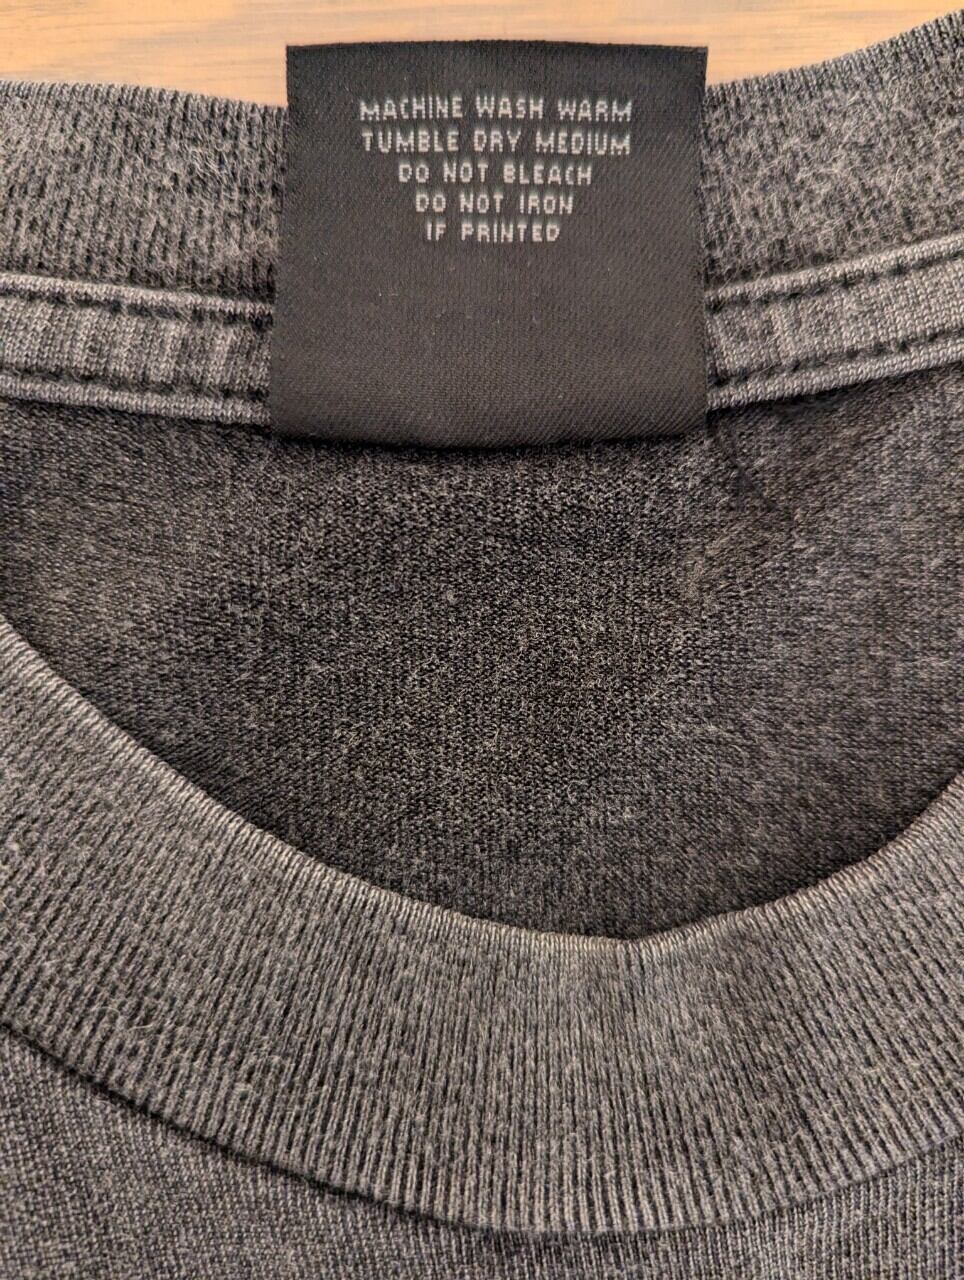 MACHINE WASH WARM
TUMBLE DRY MEDIUM
DO NOT BLEACH
DO NOT IRON
IF PRINTED